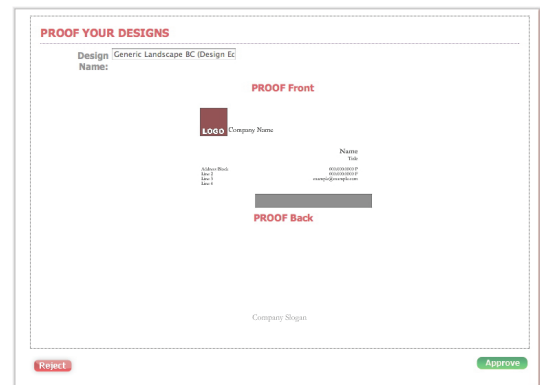 PROOF YOUR DESIGNS
Design Name:
Generic Landscape BC (Design Ec
PROOF Front
LOGO
Company Name
Name
Title
Address Block
Line 2
Line 3
Line 4
000.000.0000 P
000.000.0000 F
example@example.com
PROOF Back
Company Slogan
Reject
Approve